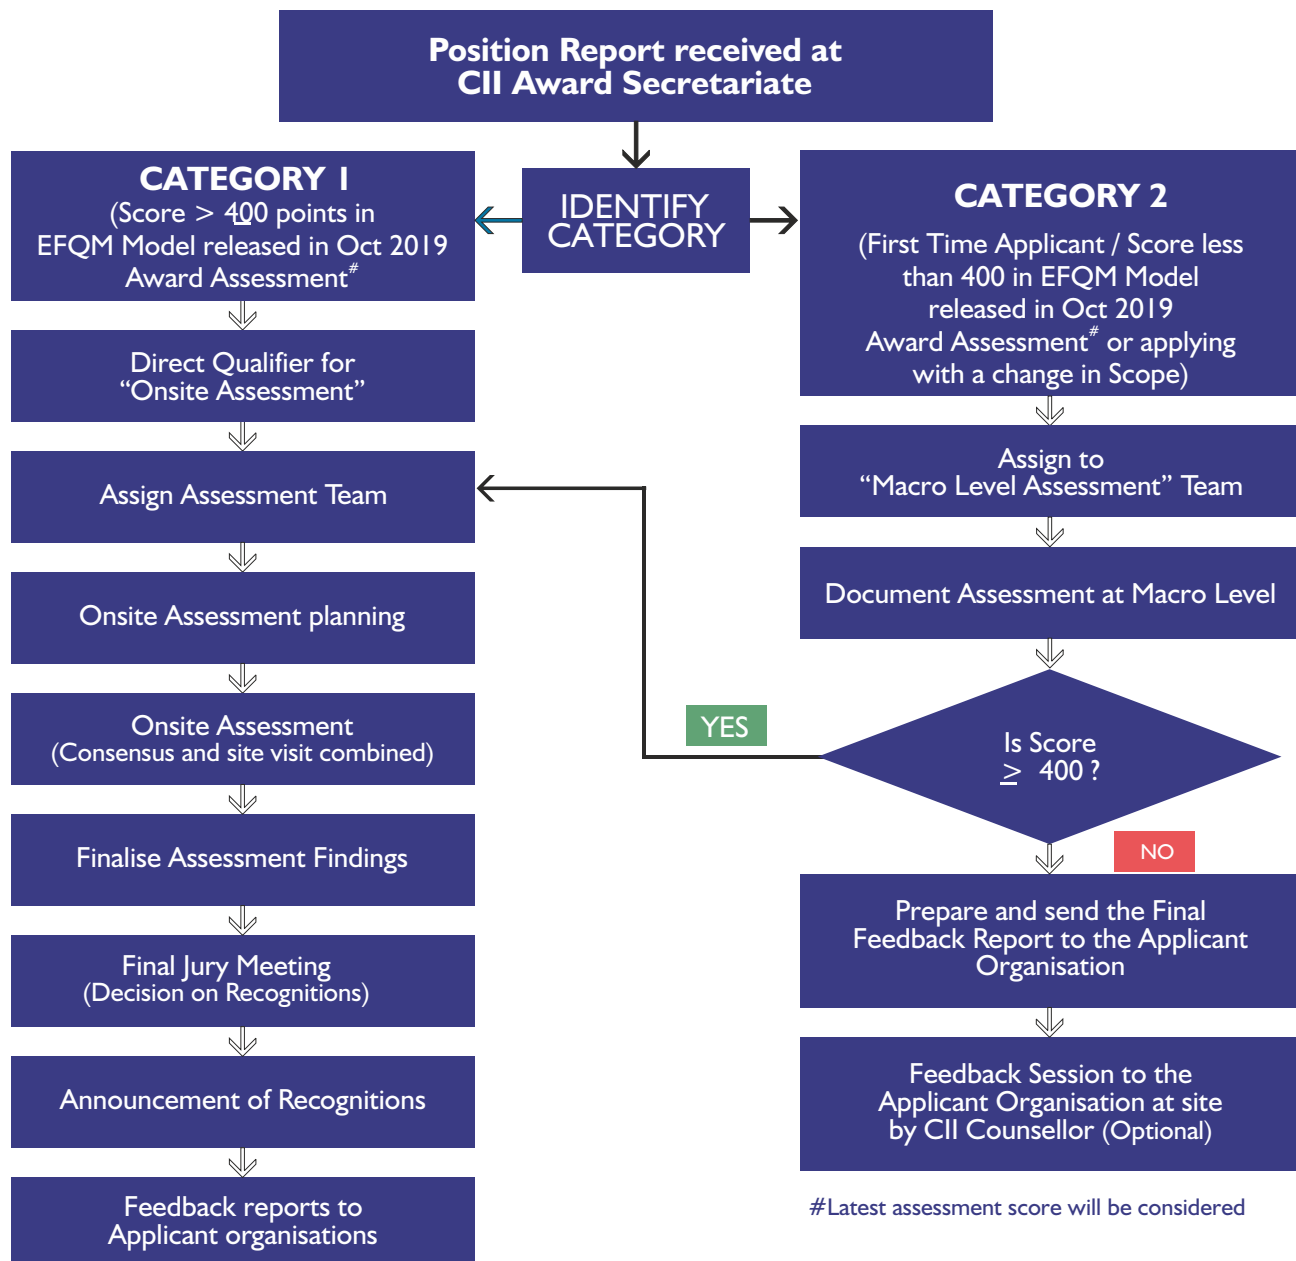 Position Report received at
CII Award Secretariate
IDENTIFY
CATEGORY
CATEGORY 1
(Score > 400 points in
EFQM Model released in Oct 2019
Award Assessment#
Direct Qualifier for
“Onsite Assessment”
Assign Assessment Team
Onsite Assessment planning
Onsite Assessment
(Consensus and site visit combined)
Finalise Assessment Findings
Final Jury Meeting
(Decision on Recognitions)
Announcement of Recognitions
Feedback reports to
Applicant organisations
CATEGORY 2
(First Time Applicant / Score less
than 400 in EFQM Model
released in Oct 2019
Award Assessment# or applying
with a change in Scope)
Assign to
“Macro Level Assessment” Team
Document Assessment at Macro Level
Is Score
≥ 400 ?
YES
NO
Prepare and send the Final
Feedback Report to the Applicant
Organisation
Feedback Session to the
Applicant Organisation at site
by CII Counsellor (Optional)
#Latest assessment score will be considered